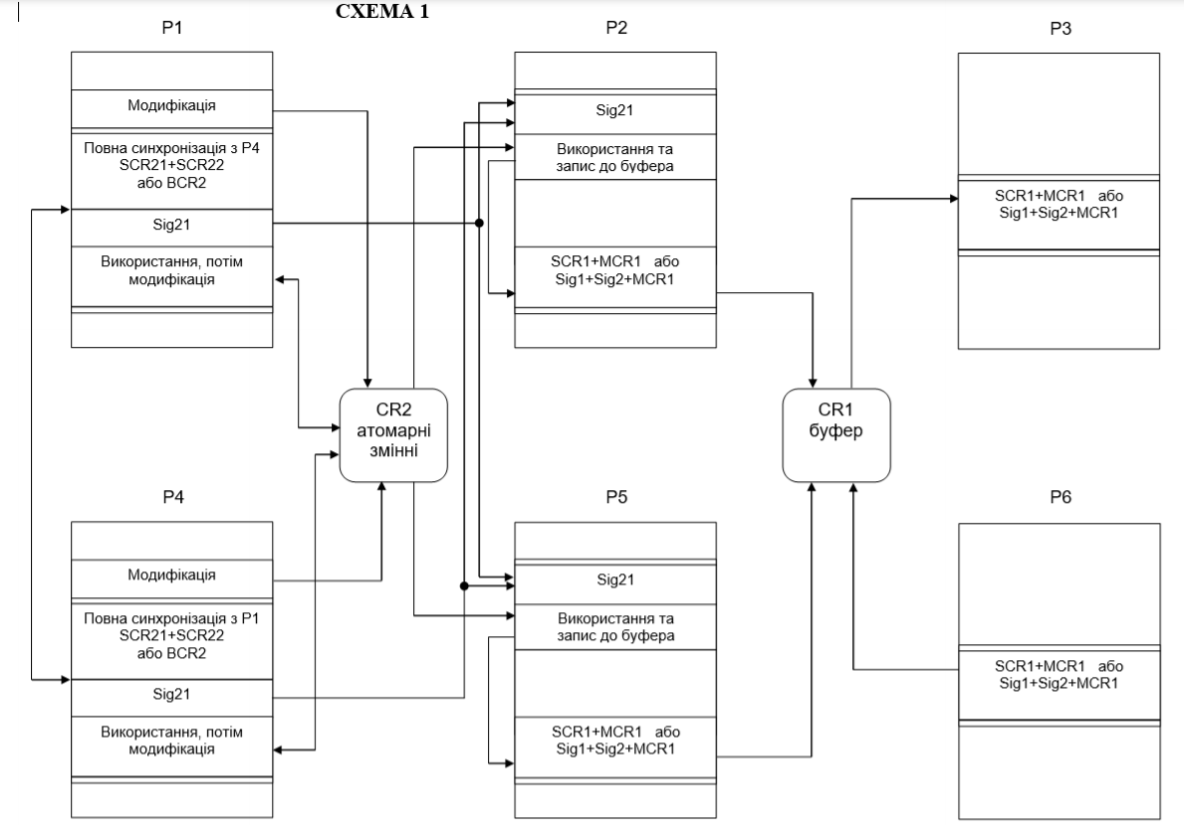 СХЕМА 1
P1
Модифікація
Повна синхронізація з P4
SCR21+SCR22
або BCR2
Sig21
Використання, потім
модифікація
P2
Sig21
Використання та
запис до буфера
SCR1+MCR1 або
Sig1+Sig2+MCR1
P3
SCR1+MCR1 або
Sig1+Sig2+MCR1
CR2
атомарні
змінні
CR1
буфер
P4
Модифікація
Повна синхронізація з P1
SCR21+SCR22
або BCR2
Sig21
Використання, потім
модифікація
P5
Sig21
Використання та
запис до буфера
SCR1+MCR1 або
Sig1+Sig2+MCR1
P6
SCR1+MCR1 або
Sig1+Sig2+MCR1